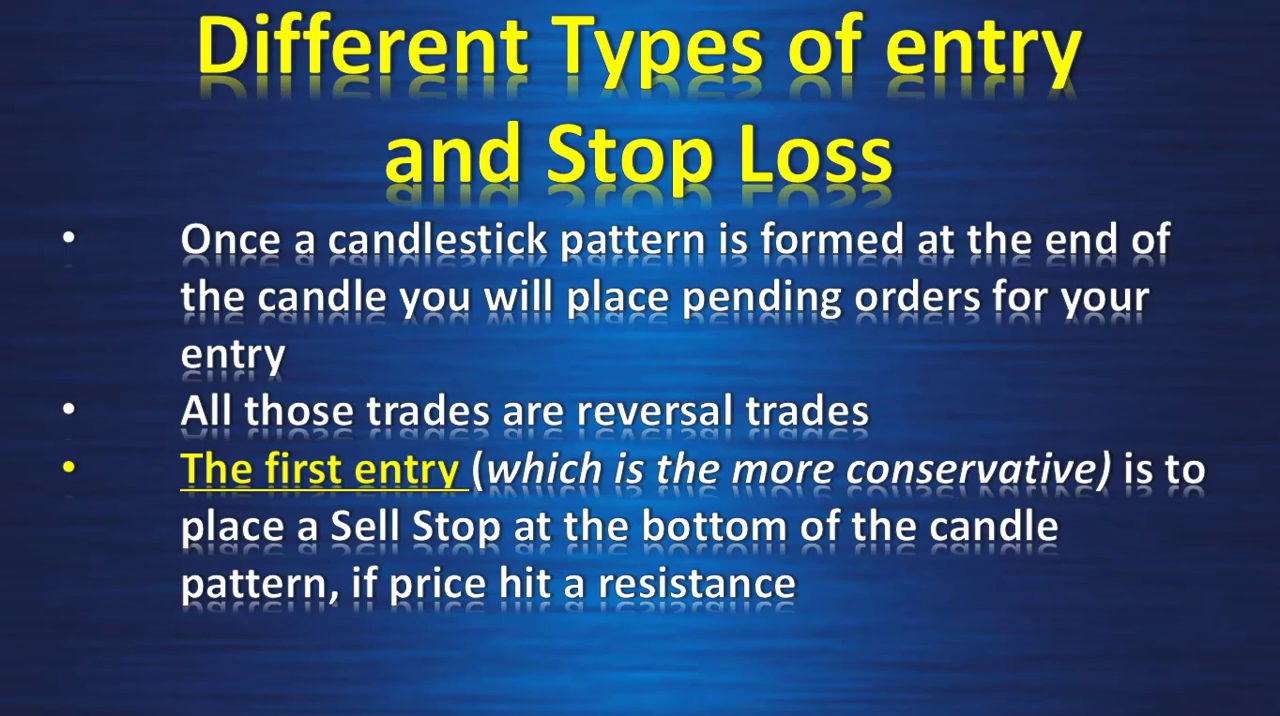 Different Types of entry
and Stop Loss
• Once a candlestick pattern is formed at the end of
the candle you will place pending orders for your
entry
• All those trades are reversal trades
• The first entry (which is the more conservative) is to
place a Sell Stop at the bottom of the candle
pattern, if price hit a resistance